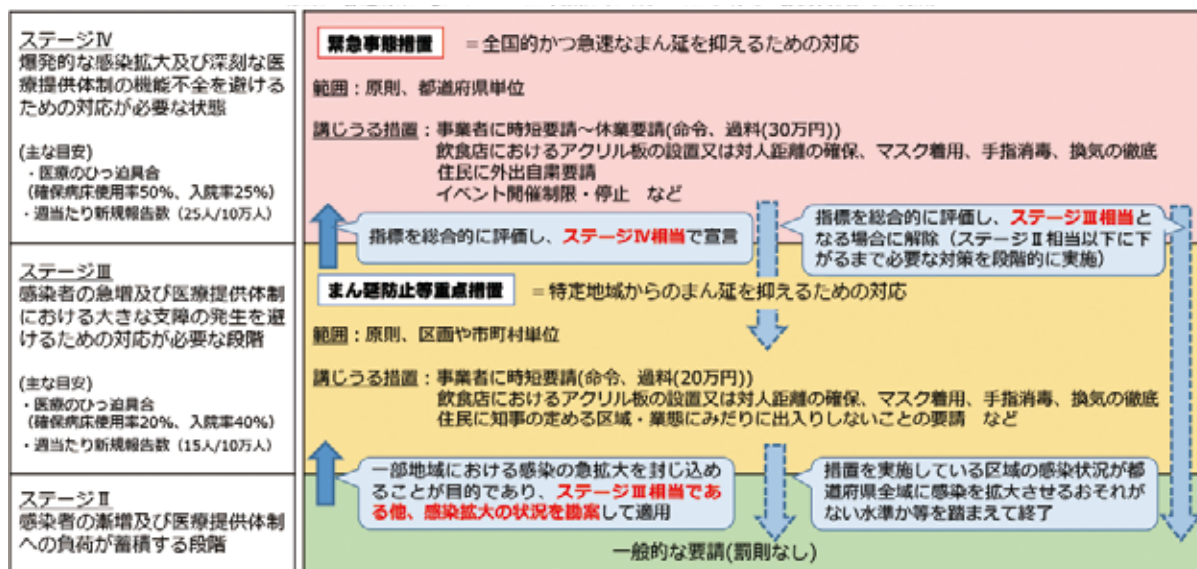 ステージⅣ
爆発的な感染拡大及び深刻な医
療提供体制の機能不全を避ける
ための対応が必要な状態
(主な目安)
・医療のひっ迫具合
（確保病床使用率50%、入院率25%）
・週当たり新規報告数（25人/10万人）
緊急事態措置　＝全国的かつ急速なまん延を抑えるための対応
範囲：原則、都道府県単位
講じうる措置：事業者に時短要請～休業要請(命令、過料(30万円))
飲食店におけるアクリル板の設置又は対人距離の確保、マスク着用、手指消毒、換気の徹底
住民に外出自粛要請
イベント開催制限・停止　など
指標を総合的に評価し、ステージⅣ相当で宣言
指標を総合的に評価し、ステージⅢ相当と
なる場合に解除（ステージⅡ相当以下に下
がるまで必要な対策を段階的に実施）
ステージⅢ
感染者の急増及び医療提供体制
における大きな支障の発生を避
けるための対応が必要な段階
(主な目安)
・医療のひっ迫具合
（確保病床使用率20%、入院率40%）
・週当たり新規報告数（15人/10万人）
まん延防止等重点措置　＝特定地域からのまん延を抑えるための対応
範囲：原則、区画や市町村単位
講じうる措置：事業者に時短要請(命令、過料(20万円))
飲食店におけるアクリル板の設置又は対人距離の確保、マスク着用、手指消毒、換気の徹底
住民に知事の定める区域・業態にみだりに出入りしないことの要請　など
一部地域における感染の急拡大を封じ込め
ることが目的であり、ステージⅢ相当であ
る他、感染拡大の状況を勘案して適用
措置を実施している区域の感染状況が都
道府県全域に感染を拡大させるおそれが
ない水準か等を踏まえて終了
ステージⅡ
感染者の漸増及び医療提供体制
への負荷が蓄積する段階
一般的な要請(罰則なし)